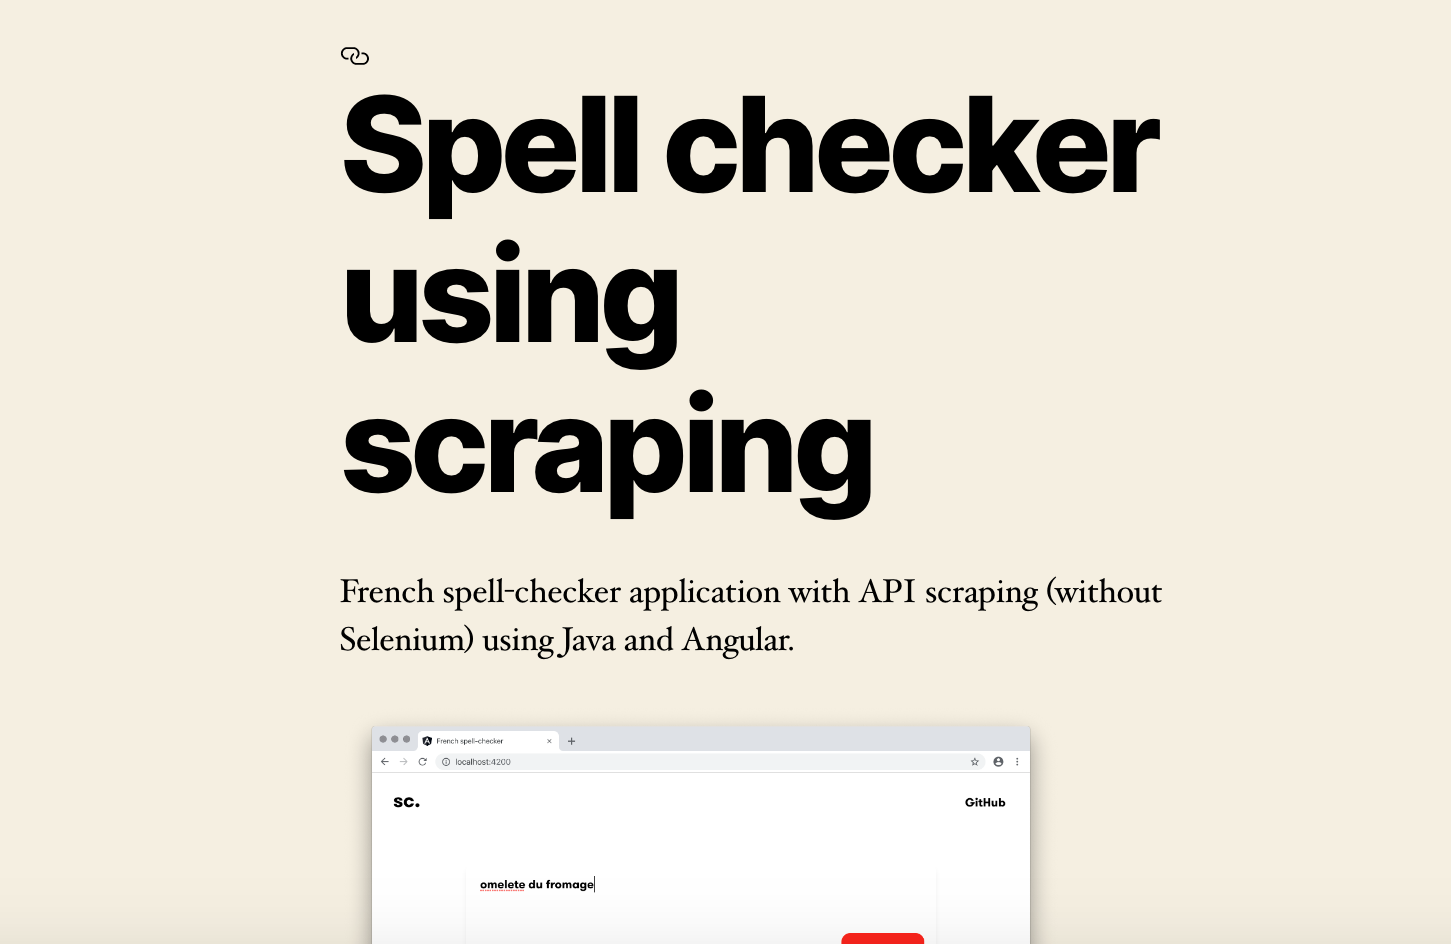 Spell checker
using
scraping
French spell-checker application with API scraping (without
Selenium) using Java and Angular.
French spell-checker
localhost:4200
sc.
GitHub
omelete du fromage